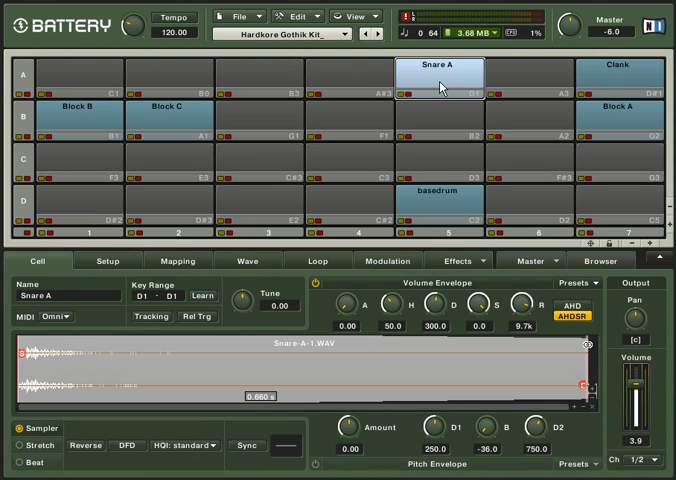 BATTERY
Tempo
120.00
File
Edit
View
Hardkore Gothik Kit_
L
R
0 64
3.68 MB
CPU
1%
Master
-6.0
NI
A
C1
B0
B3
A#3
Snare A
D1
A3
Clank
D#1
B
Block B
B1
Block C
A1
G1
F1
B2
A2
Block A
G2
C
F3
E3
C#3
C3
D3
F#3
G3
D
D#2
D#3
E2
C#2
basedrum
C2
D2
C5
1 2 3 4 5 6 7
Cell Setup Mapping Wave Loop Modulation Effects Master Browser
Name
Snare A
Key Range
D1 - D1
Learn
MIDI Omni
Tracking
Rel Trg
Tune
0.00
Volume Envelope
Presets
A H D S R
AHD
AHDSR
0.00 50.0 300.0 0.0 9.7k
Output
Pan
[c]
Volume
3.9
Ch 1/2
Snare-A-1.WAV
S
0.660 s
Sampler
Stretch
Beat
Reverse
DFD
HQI: standard
Sync
Amount D1 B D2
0.00 250.0 -36.0 750.0
Pitch Envelope
Presets